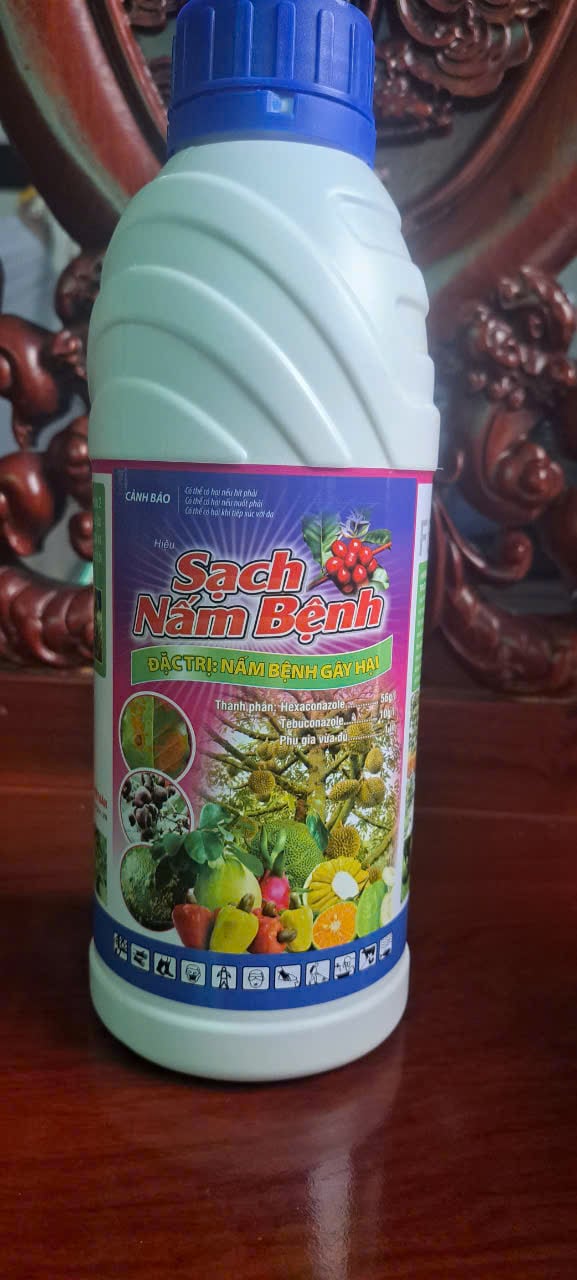 CẢNH BÁO
Có thể có hại nếu hít phải
Có thể có hại nếu nuốt phải
Có thể có hại khi tiếp xúc với da
Hiệu
Sạch
Nấm Bệnh
ĐẶC TRỊ: NẤM BỆNH GÂY HẠI
Thành phần: Hexaconazole............56g/l
Tebuconazole............10g/l
Phụ gia vừa đủ............